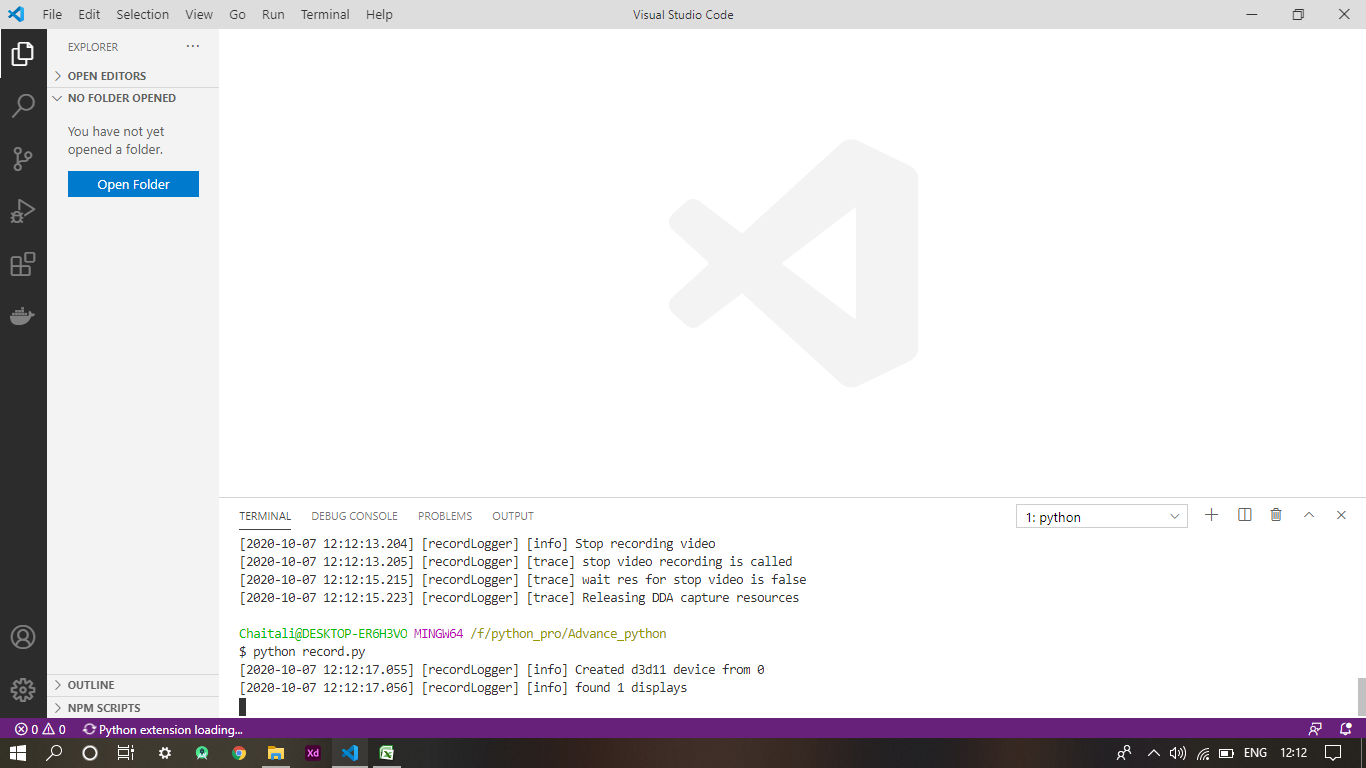 File Edit Selection View Go Run Terminal Help Visual Studio Code
EXPLORER ...
OPEN EDITORS
NO FOLDER OPENED
You have not yet
opened a folder.
Open Folder
OUTLINE
NPM SCRIPTS
TERMINAL DEBUG CONSOLE PROBLEMS OUTPUT 1: python
[2020-10-07 12:12:13.204] [recordLogger] [info] Stop recording video
[2020-10-07 12:12:13.205] [recordLogger] [trace] stop video recording is called
[2020-10-07 12:12:15.215] [recordLogger] [trace] wait res for stop video is false
[2020-10-07 12:12:15.223] [recordLogger] [trace] Releasing DDA capture resources
Chaitali@DESKTOP-ER6H3VO MINGW64 /f/python_pro/Advance_python
$ python record.py
[2020-10-07 12:12:17.055] [recordLogger] [info] Created d3d11 device from 0
[2020-10-07 12:12:17.056] [recordLogger] [info] found 1 displays
0 0 Python extension loading...
Xd ENG 12:12